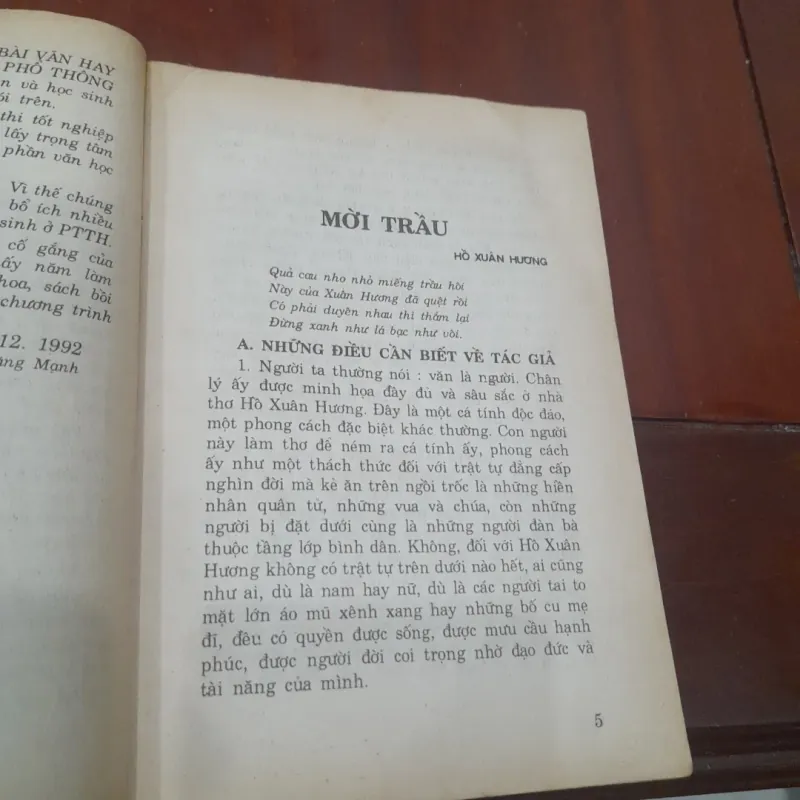 BÀI VĂN HAY
PHỔ THÔNG
và học sinh
trên.
thi tốt nghiệp
lấy trọng tâm
phần văn học
Vì thế chúng
bổ ích nhiều
sinh ở PTTH.
cố gắng của
năm làm
khoa, sách bồi
chương trình
12. 1992
Mạnh
MỜI TRẦU
HỒ XUÂN HƯƠNG
Quả cau nho nhỏ miếng trầu hôi
Này của Xuân Hương đã quệt rồi
Có phải duyên nhau thì thắm lại
Đừng xanh như lá bạc như vôi.
A. NHỮNG ĐIỀU CẦN BIẾT VỀ TÁC GIẢ
1. Người ta thường nói : văn là người. Chân
lý ấy được minh họa đầy đủ và sâu sắc ở nhà
thơ Hồ Xuân Hương. Đây là một cá tính độc đáo,
một phong cách đặc biệt khác thường. Con người
này làm thơ để ném ra cá tính ấy, phong cách
ấy như một thách thức đối với trật tự đẳng cấp
nghìn đời mà kẻ ăn trên ngồi trốc là những hiền
nhân quân tử, những vua và chúa, còn những
người bị đặt dưới cùng là những người đàn bà
thuộc tầng lớp bình dân. Không, đối với Hồ Xuân
Hương không có trật tự trên dưới nào hết, ai cũng
như ai, dù là nam hay nữ, dù là các người tai to
mặt lớn áo mũ xênh xang hay những bố cu mẹ
đĩ, đều có quyền được sống, được mưu cầu hạnh
phúc, được người đời coi trọng nhờ đạo đức và
tài năng của mình.
5